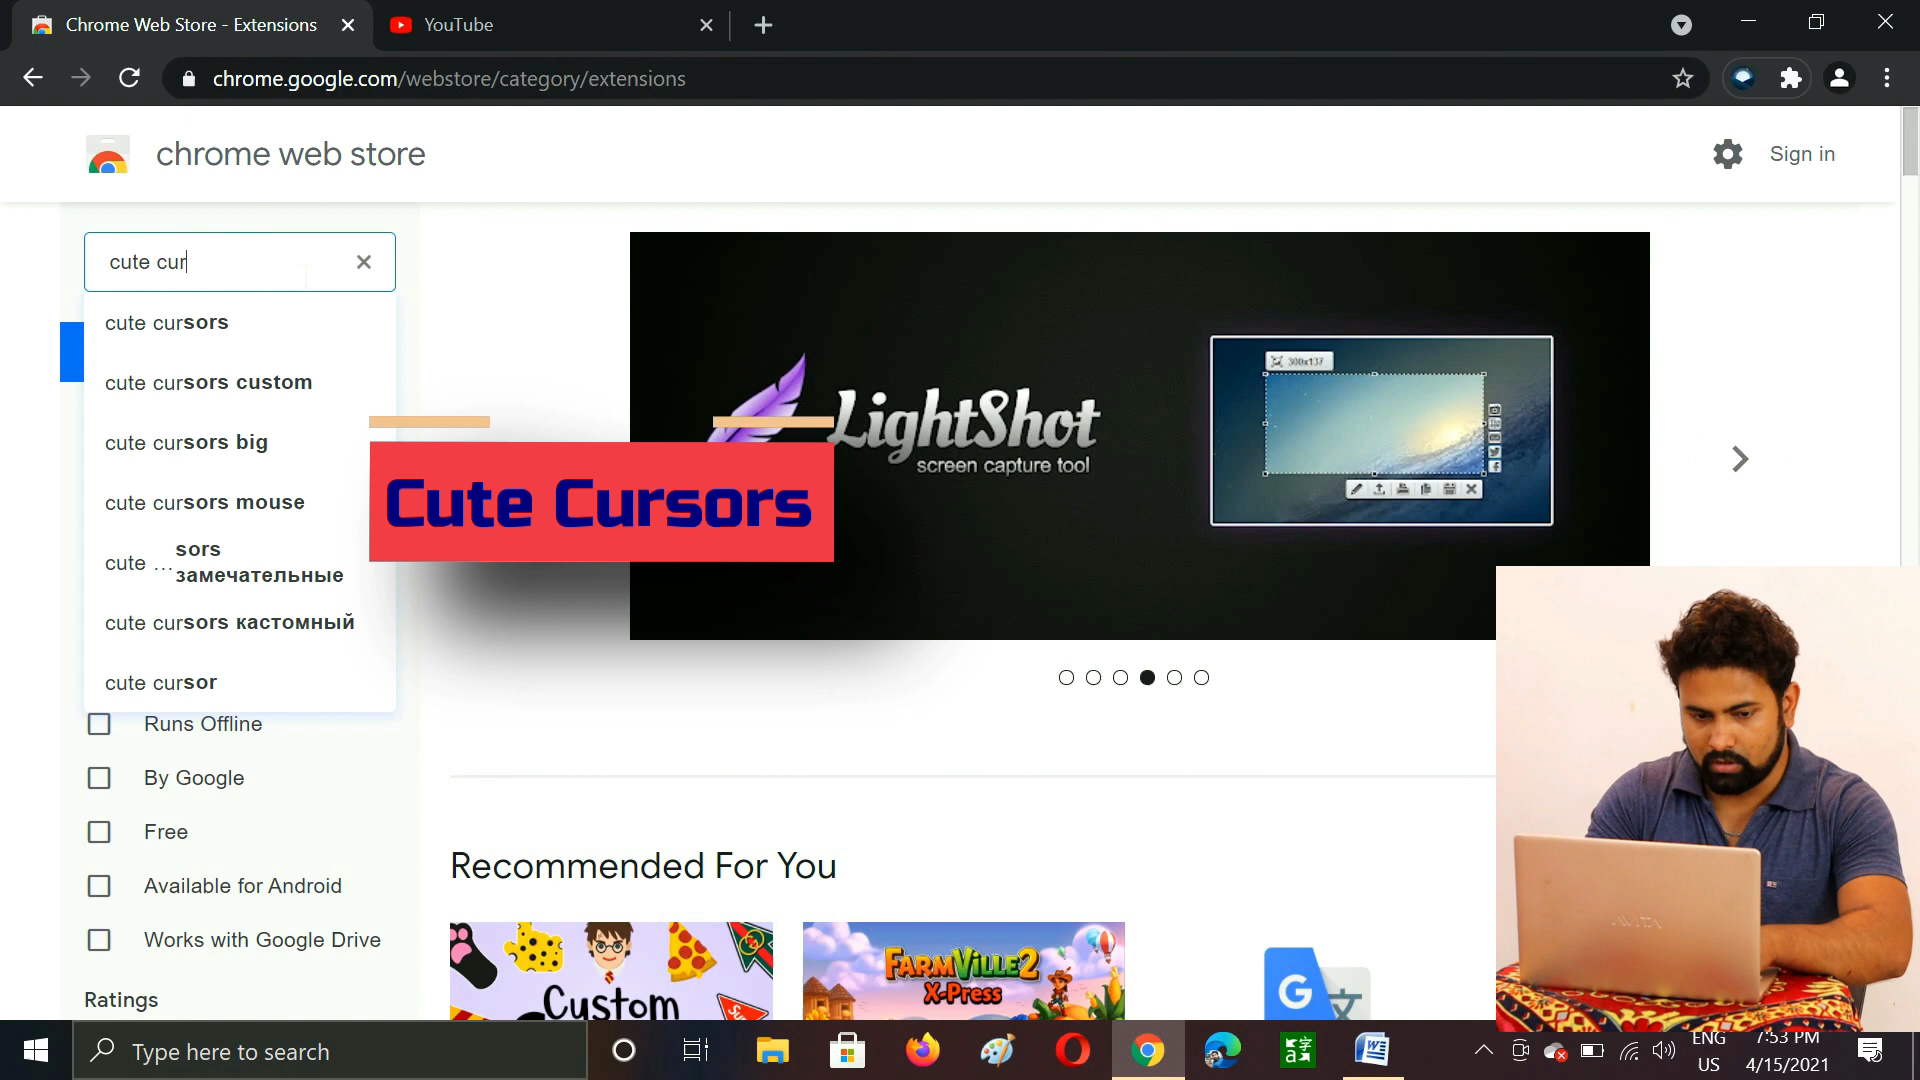 Chrome Web Store - Extensions
YouTube
chrome.google.com/webstore/category/extensions
chrome web store
Sign in
cute cur
cute cursors
cute cursors custom
cute cursors big
cute cursors mouse
cute ...sors замечательные
cute cursors кастомный
cute cursor
Runs Offline
By Google
Free
Available for Android
Works with Google Drive
Ratings
LightShot
screen capture tool
300x137
Cute Cursors
Recommended For You
Custom
FARMVILLE 2
X-PRESS
G
Type here to search
ENG
US
7:53 PM
4/15/2021